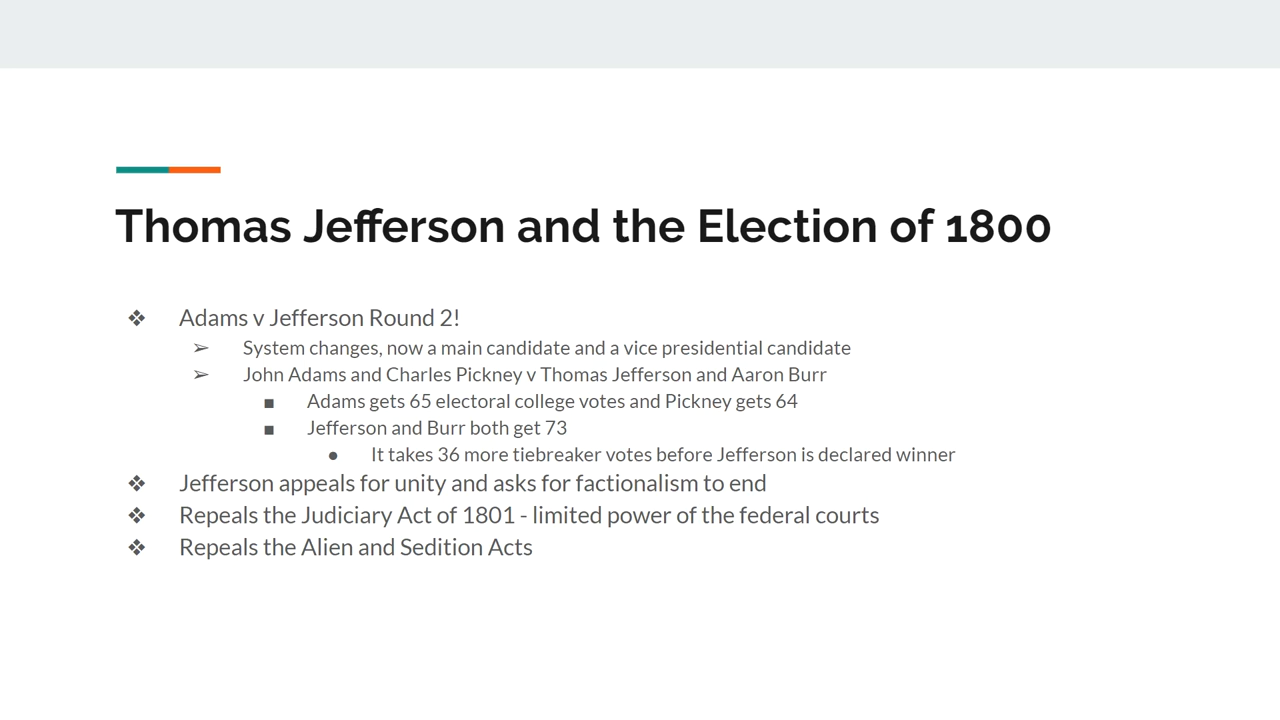 Thomas Jefferson and the Election of 1800
❖ Adams v Jefferson Round 2!
➢ System changes, now a main candidate and a vice presidential candidate
➢ John Adams and Charles Pickney v Thomas Jefferson and Aaron Burr
■ Adams gets 65 electoral college votes and Pickney gets 64
■ Jefferson and Burr both get 73
● It takes 36 more tiebreaker votes before Jefferson is declared winner
❖ Jefferson appeals for unity and asks for factionalism to end
❖ Repeals the Judiciary Act of 1801 - limited power of the federal courts
❖ Repeals the Alien and Sedition Acts